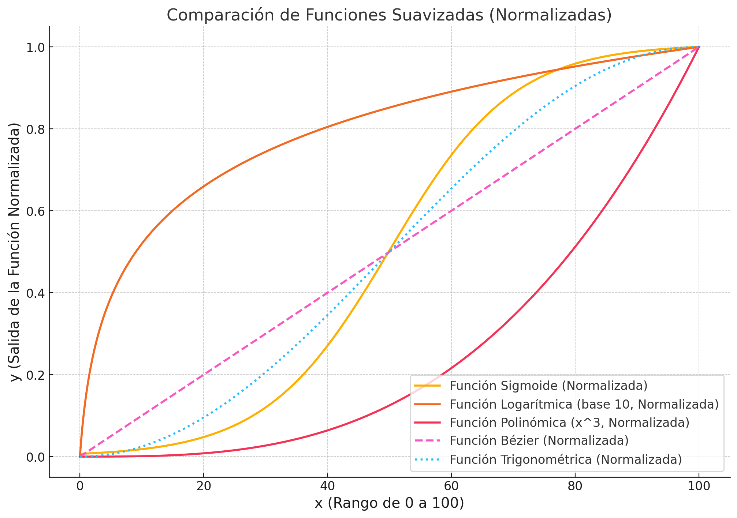 Comparación de Funciones Suavizadas (Normalizadas)
y (Salida de la Función Normalizada)
1.0
0.8
0.6
0.4
0.2
0.0
Función Sigmoide (Normalizada)
Función Logarítmica (base 10, Normalizada)
Función Polinómica (x^3, Normalizada)
Función Bézier (Normalizada)
Función Trigonométrica (Normalizada)
0 20 40 60 80 100
x (Rango de 0 a 100)